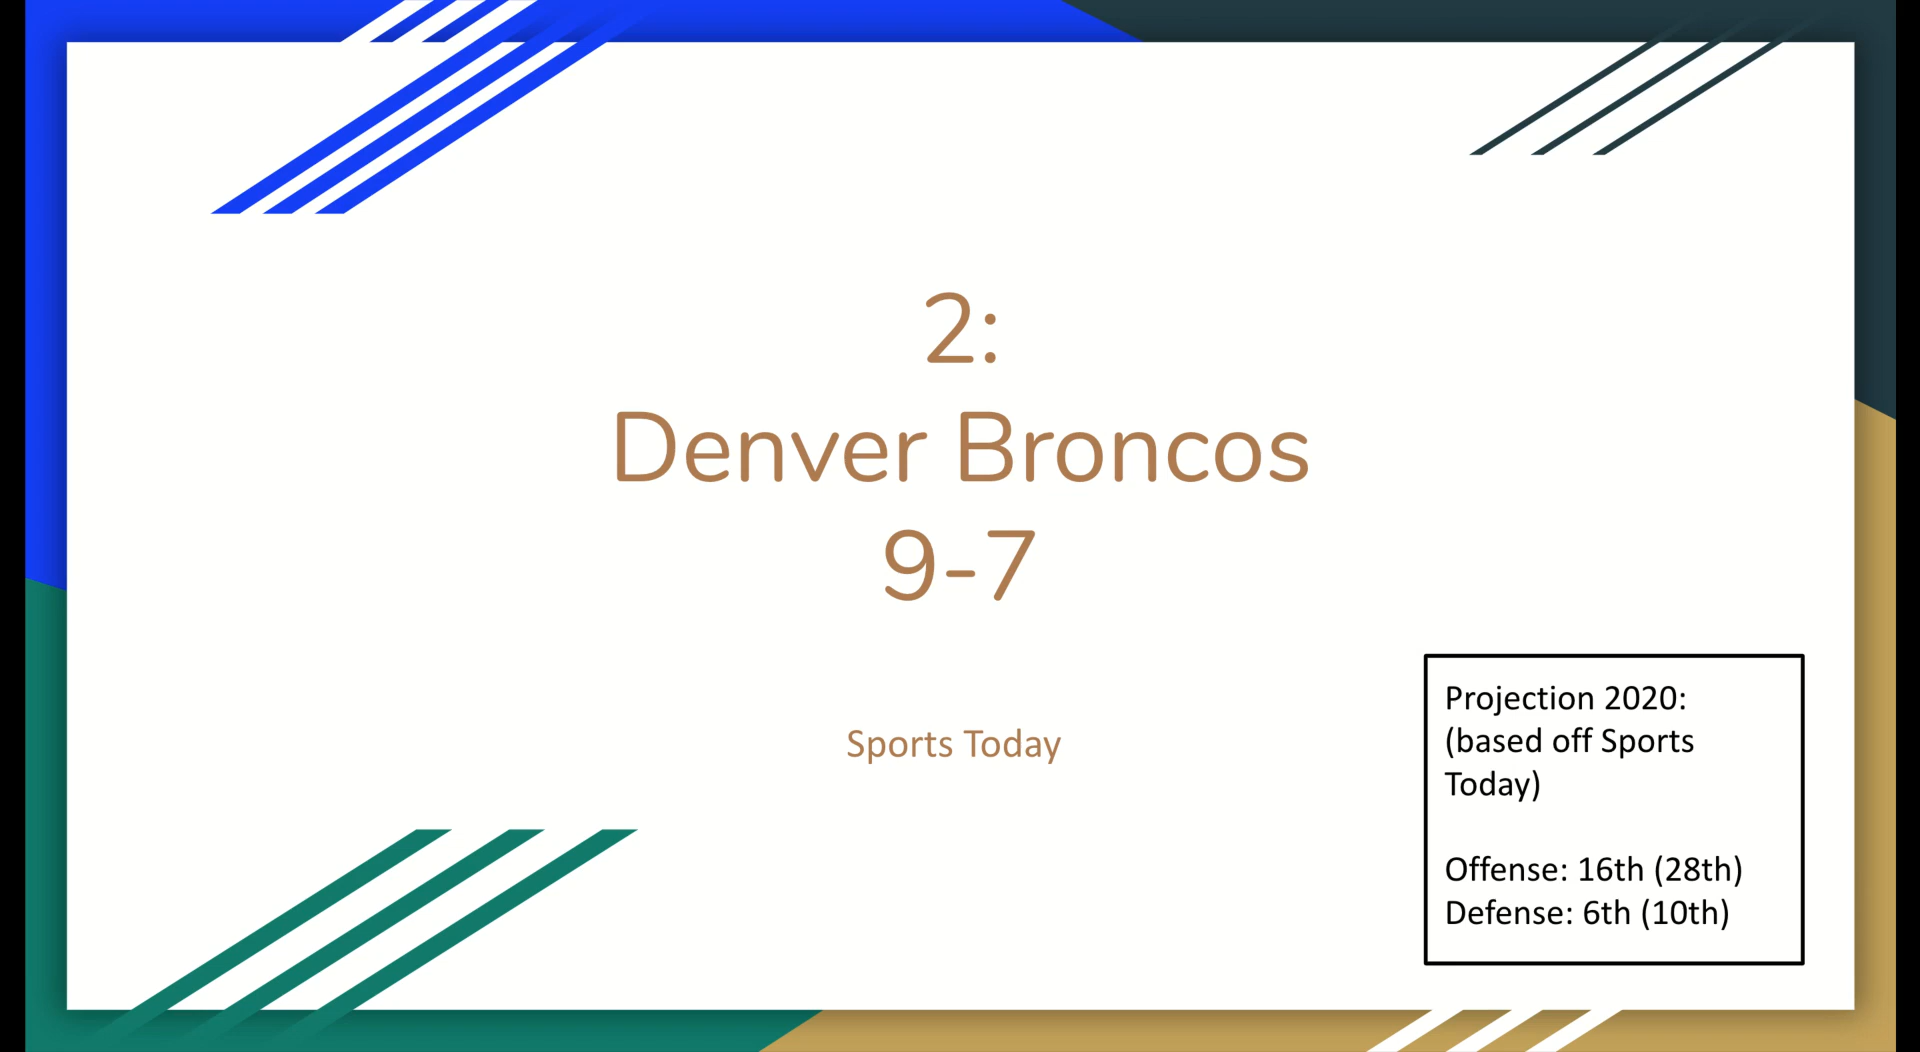 2:
Denver Broncos
9-7
Sports Today
Projection 2020:
(based off Sports
Today)
Offense: 16th (28th)
Defense: 6th (10th)